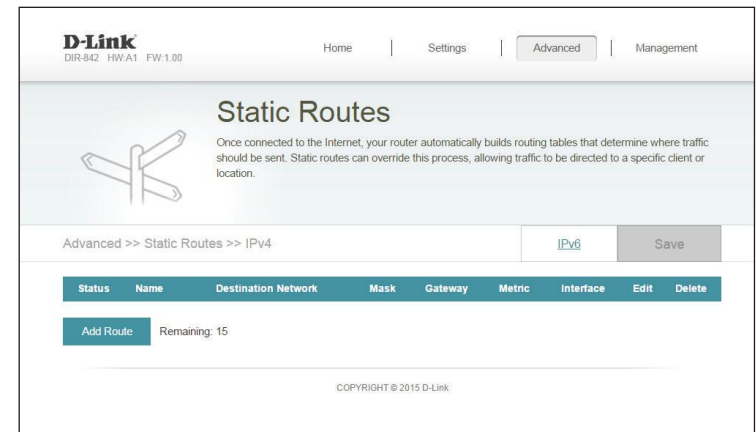 D-Link
DIR-842 HW:A1 FW:1.00
Home
Settings
Advanced
Management
Static Routes
Once connected to the Internet, your router automatically builds routing tables that determine where traffic
should be sent. Static routes can override this process, allowing traffic to be directed to a specific client or
location.
Advanced >> Static Routes >> IPv4
IPv6
Save
Status Name Destination Network Mask Gateway Metric Interface Edit Delete
Add Route Remaining: 15
COPYRIGHT © 2015 D-Link